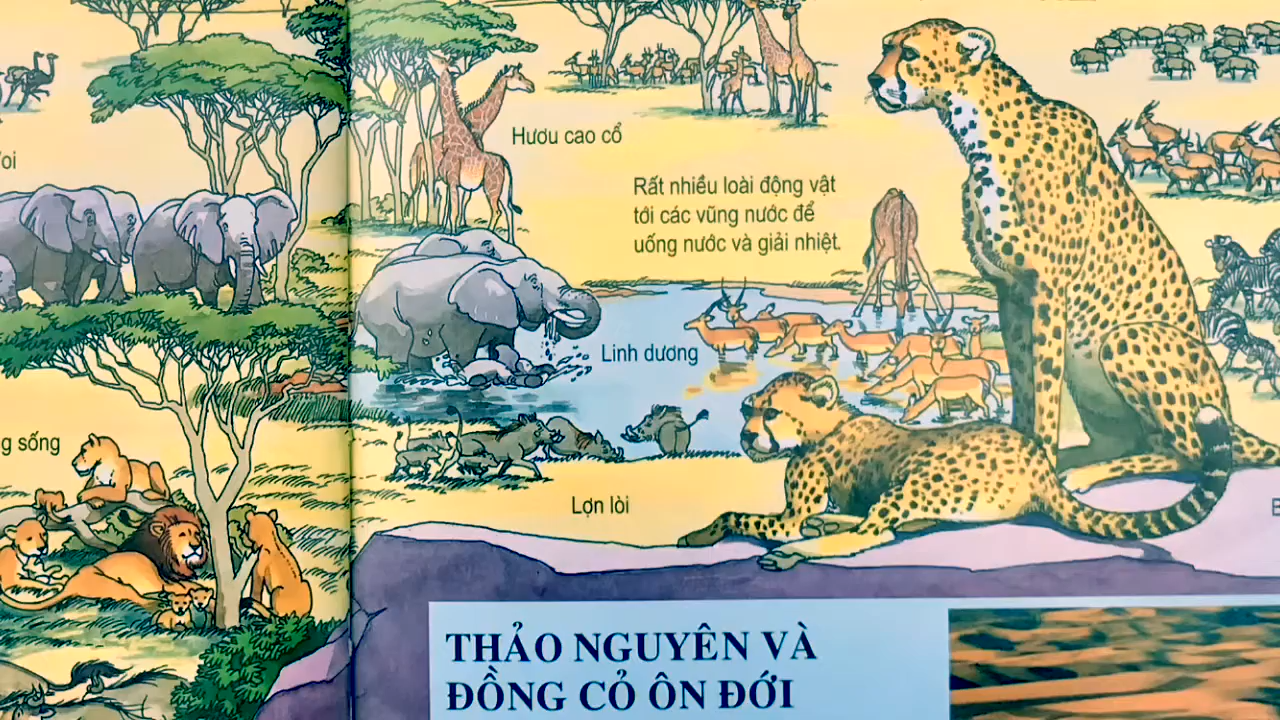 Hươu cao cổ
Rất nhiều loài động vật
tới các vũng nước để
uống nước và giải nhiệt.
Linh dương
sống
Lợn lòi
THẢO NGUYÊN VÀ
ĐỒNG CỎ ÔN ĐỚI